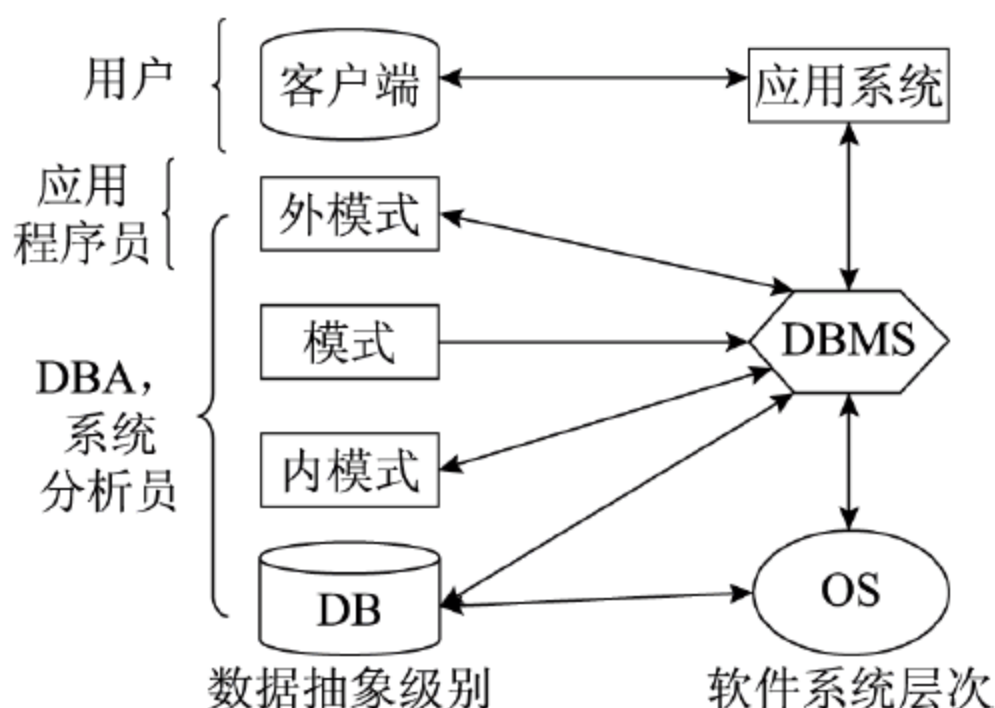 用户
客户端
应用系统
应用
程序员
外模式
模式
DBMS
DBA，
系统
分析员
内模式
DB
OS
数据抽象级别
软件系统层次